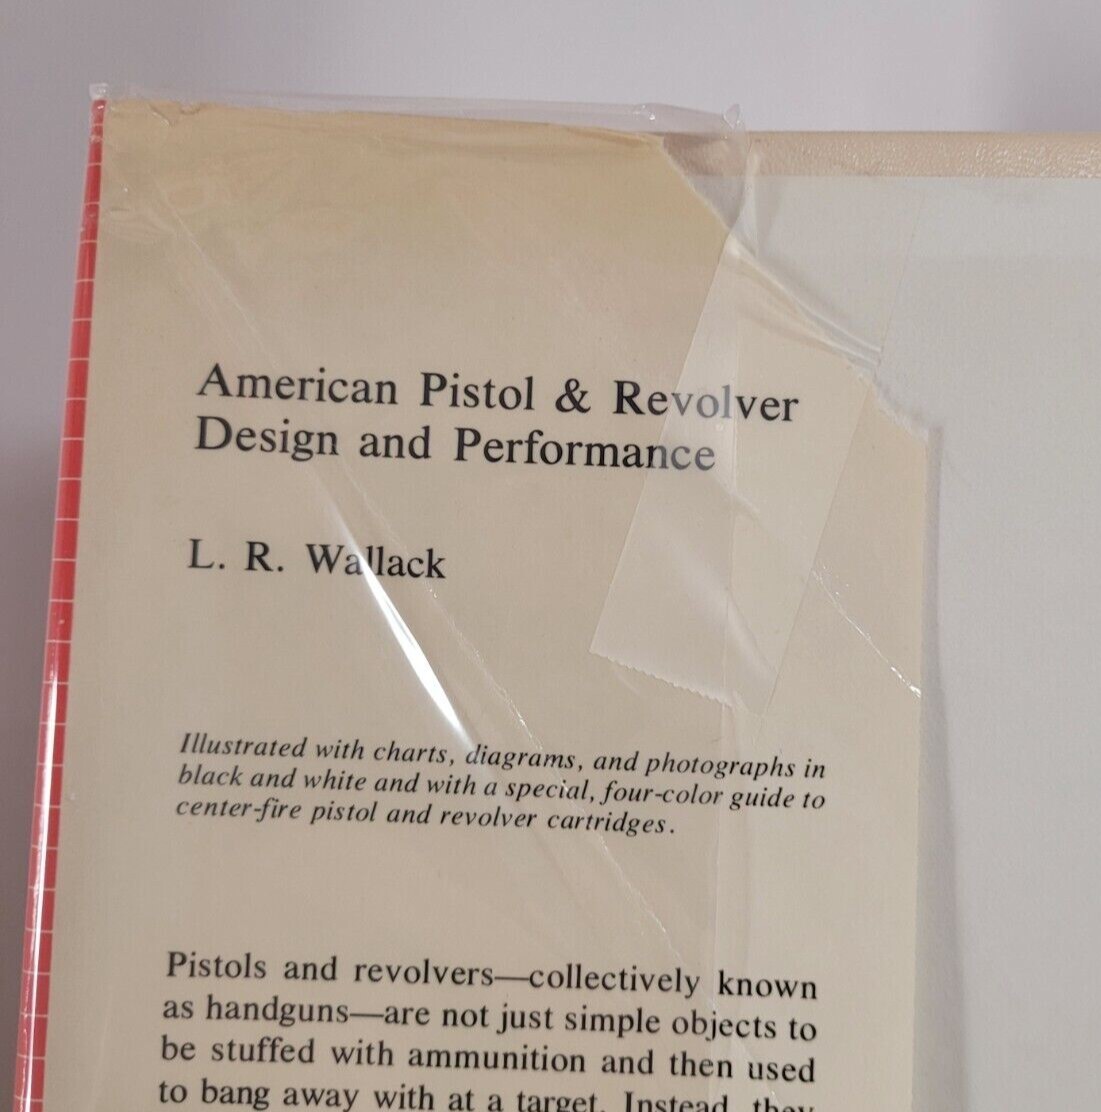 American Pistol & Revolver
Design and Performance
L. R. Wallack
Illustrated with charts, diagrams, and photographs in
black and white and with a special, four-color guide to
center-fire pistol and revolver cartridges.
Pistols and revolvers—collectively known
as handguns—are not just simple objects to
be stuffed with ammunition and then used
to bang away with at a target. Instead, they